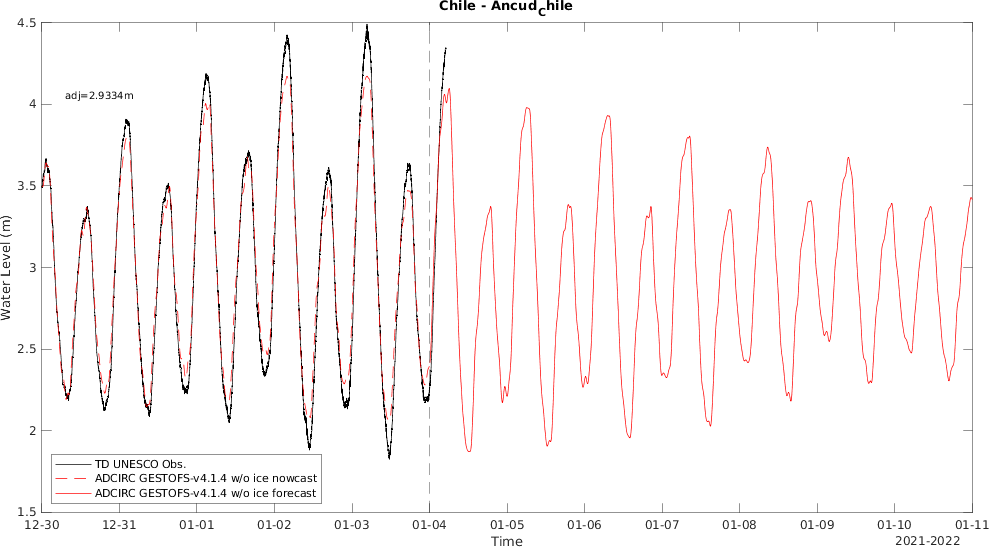 Chile - AncudChile
4.5
4
3.5
3
2.5
2
1.5
Water Level (m)
adj=2.9334m
TD UNESCO Obs.
ADCIRC GESTOFS-v4.1.4 w/o ice nowcast
ADCIRC GESTOFS-v4.1.4 w/o ice forecast
12-30 12-31 01-01 01-02 01-03 01-04 01-05 01-06 01-07 01-08 01-09 01-10 01-11
Time
2021-2022